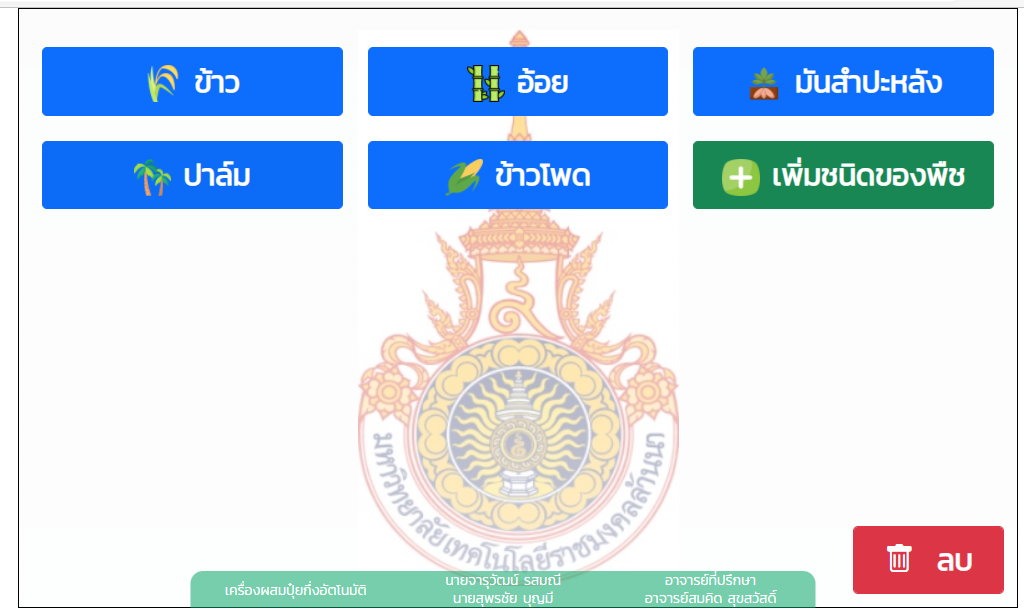 ข้าว
อ้อย
มันสำปะหลัง
ปาล์ม
ข้าวโพด
เพิ่มชนิดของพืช
มหาวิทยาลัยเทคโนโลยีราชมงคลล้านนา
ลบ
เครื่องผสมปุ๋ยกึ่งอัตโนมัติ
นายจารุวัฒน์ รสมณี
นายสุพรชัย บุญมี
อาจารย์ที่ปรึกษา
อาจารย์สมคิด สุขสวัสดิ์